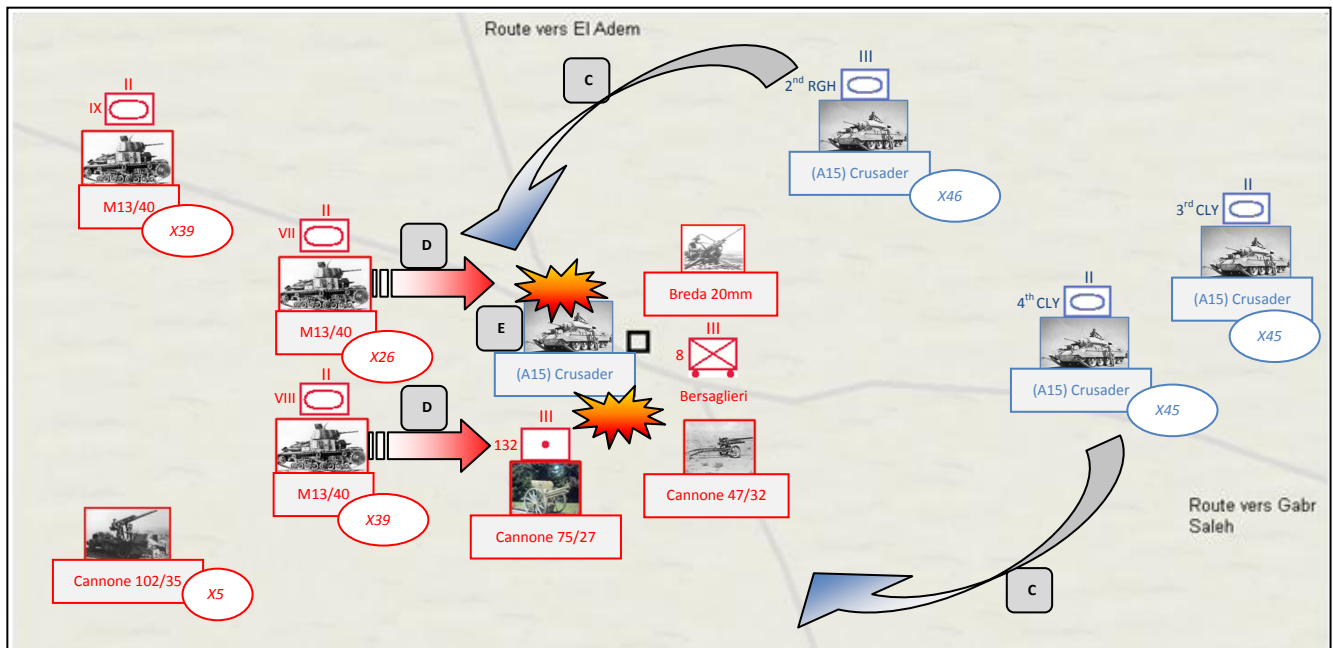 Route vers El Adem
C
III
2nd RGH
(A15) Crusader
X46
II
IX
M13/40
X39
II
VII
D
M13/40
X26
Breda 20mm
II
3rd CLY
(A15) Crusader
X45
II
4th CLY
(A15) Crusader
X45
E
(A15) Crusader
III
8
Bersaglieri
II
VIII
D
M13/40
X39
III
132
Cannone 75/27
Cannone 47/32
Cannone 102/35
X5
Route vers Gabr
Saleh
C